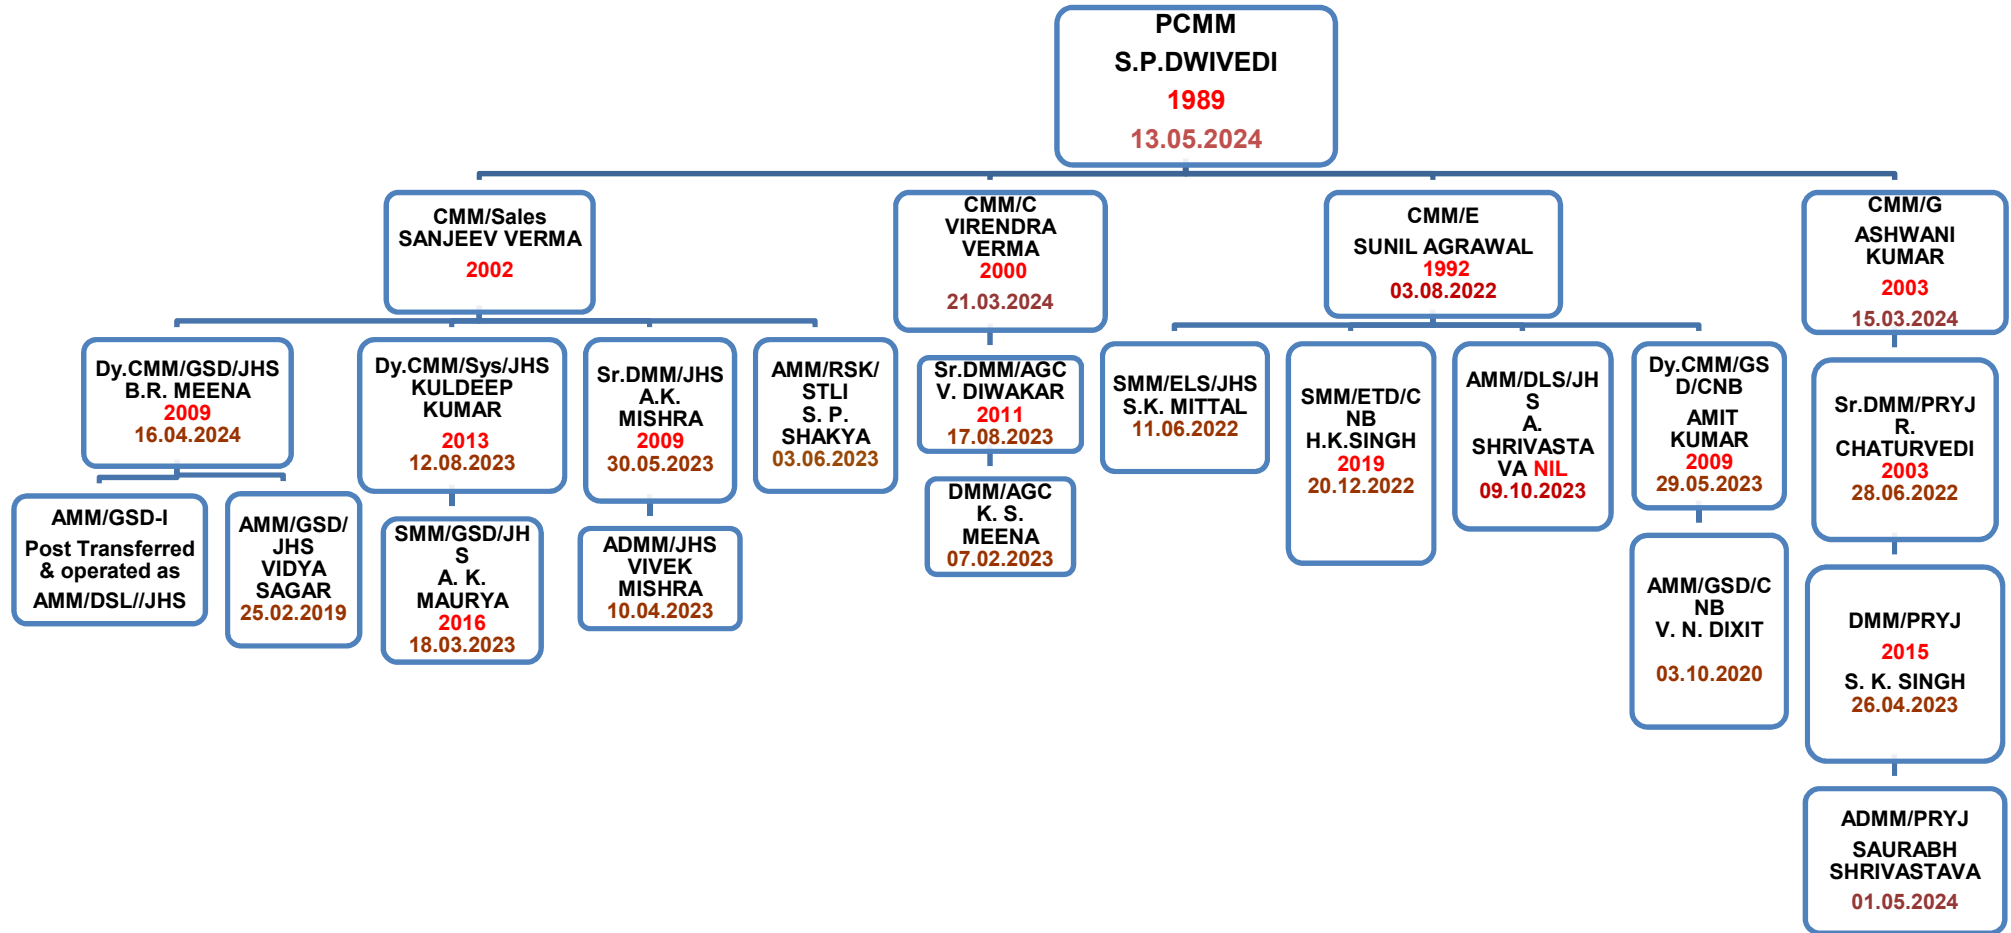 PCMM
S.P.DWIVEDI
1989
13.05.2024
CMM/Sales
SANJEEV VERMA
2002
CMM/C
VIRENDRA
VERMA
2000
21.03.2024
CMM/E
SUNIL AGRAWAL
1992
03.08.2022
CMM/G
ASHWANI
KUMAR
2003
15.03.2024
Dy.CMM/GSD/JHS
B.R. MEENA
2009
16.04.2024
Dy.CMM/Sys/JHS
KULDEEP
KUMAR
2013
12.08.2023
Sr.DMM/JHS
A.K.
MISHRA
2009
30.05.2023
AMM/RSK/
STLI
S. P.
SHAKYA
03.06.2023
Sr.DMM/AGC
V. DIWAKAR
2011
17.08.2023
SMM/ELS/JHS
S.K. MITTAL
11.06.2022
SMM/ETD/C
NB
H.K.SINGH
2019
20.12.2022
AMM/DLS/JH
S
A.
SHRIVASTA
VA NIL
09.10.2023
Dy.CMM/GS
D/CNB
AMIT
KUMAR
2009
29.05.2023
Sr.DMM/PRYJ
R.
CHATURVEDI
2003
28.06.2022
AMM/GSD-I
Post Transferred
& operated as
AMM/DSL//JHS
AMM/GSD/
JHS
VIDYA
SAGAR
25.02.2019
SMM/GSD/JH
S
A. K.
MAURYA
2016
18.03.2023
ADMM/JHS
VIVEK
MISHRA
10.04.2023
DMM/AGC
K. S.
MEENA
07.02.2023
AMM/GSD/C
NB
V. N. DIXIT
03.10.2020
DMM/PRYJ
2015
S. K. SINGH
26.04.2023
ADMM/PRYJ
SAURABH
SHRIVASTAVA
01.05.2024